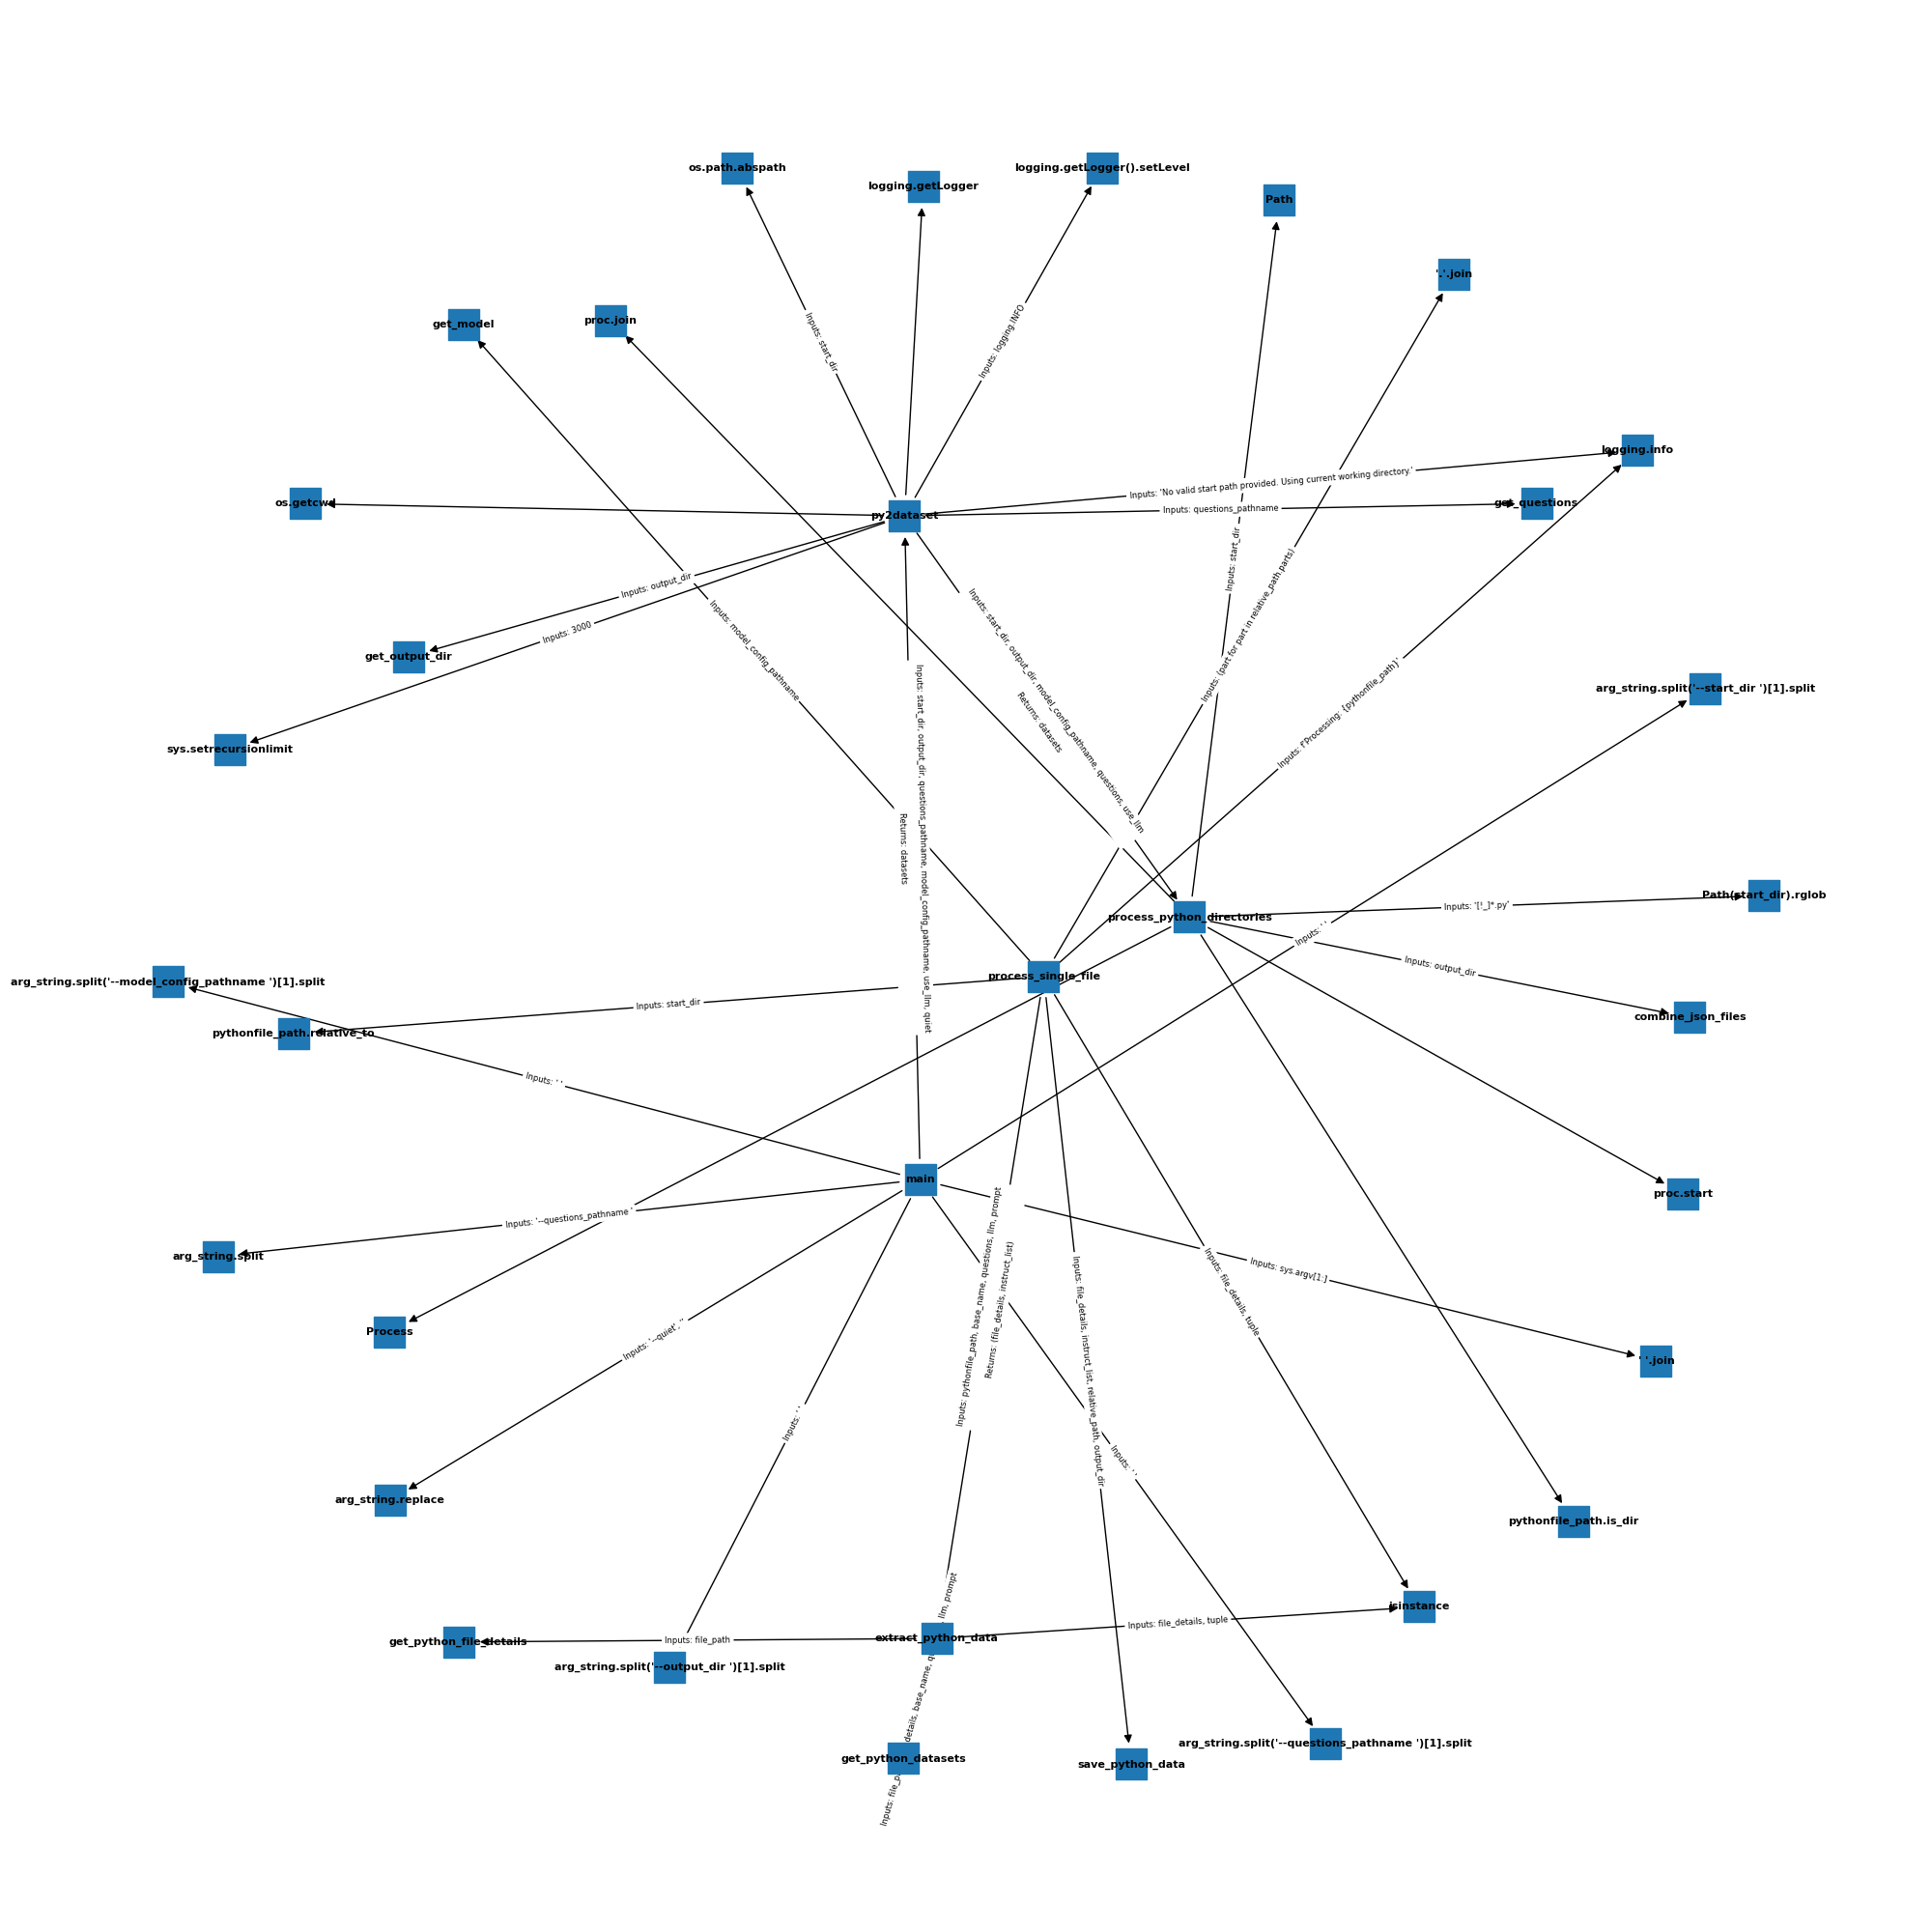 os.path.abspath
logging.getLogger().setLevel
logging.getLogger
Path
'.'.join
proc.join
get_model
Inputs: start_dir
Inputs: logging.INFO
logging.info
Inputs: 'No valid start path provided. Using current working directory.'
os.getcwd
get_questions
Inputs: questions_pathname
py2dataset
Inputs: start_dir
Inputs: output_dir
Inputs: 3000
Inputs: model_config_pathname
Inputs: start_dir, output_dir, model_config_pathname, questions, use_llm
Returns: datasets
Inputs: (part for part in relative_path.parts)
get_output_dir
arg_string.split('--start_dir ')[1].split
Inputs: f'Processing: {pythonfile_path}'
sys.setrecursionlimit
Inputs: start_dir, output_dir, questions_pathname, model_config_pathname, use_llm, quiet
Returns: datasets
Path(start_dir).rglob
Inputs: '[!_]*.py'
process_python_directories
Inputs: ' '
Inputs: output_dir
process_single_file
arg_string.split('--model_config_pathname ')[1].split
Inputs: start_dir
combine_json_files
pythonfile_path.relative_to
Inputs: ' '
main
proc.start
Inputs: '--questions_pathname '
arg_string.split
Inputs: sys.argv[1:]
Inputs: file_details, tuple
Inputs: pythonfile_path, base_name, questions, llm, prompt
Returns: (file_details, instruct_list)
Process
Inputs: '--quiet', ''
' '.join
Inputs: file_details, instruct_list, relative_path, output_dir
Inputs: ' '
Inputs: ' '
arg_string.replace
pythonfile_path.is_dir
isinstance
Inputs: file_details, tuple
extract_python_data
Inputs: file_path
get_python_file_details
arg_string.split('--output_dir ')[1].split
llm, prompt
details, base_name,
Inputs:
get_python_datasets
arg_string.split('--questions_pathname ')[1].split
save_python_data